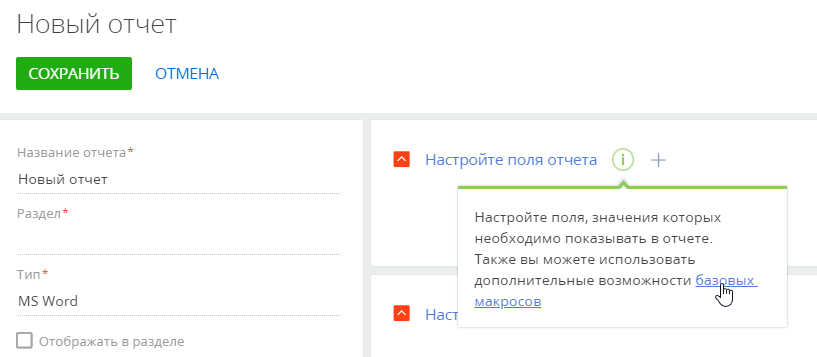 Новый отчет
СОХРАНИТЬ ОТМЕНА
Название отчета*
Новый отчет
Раздел*
Тип*
MS Word
Отображать в разделе
Настройте поля отчета i +
Настройте поля, значения которых
необходимо показывать в отчете.
Также вы можете использовать
дополнительные возможности базовых
макросов